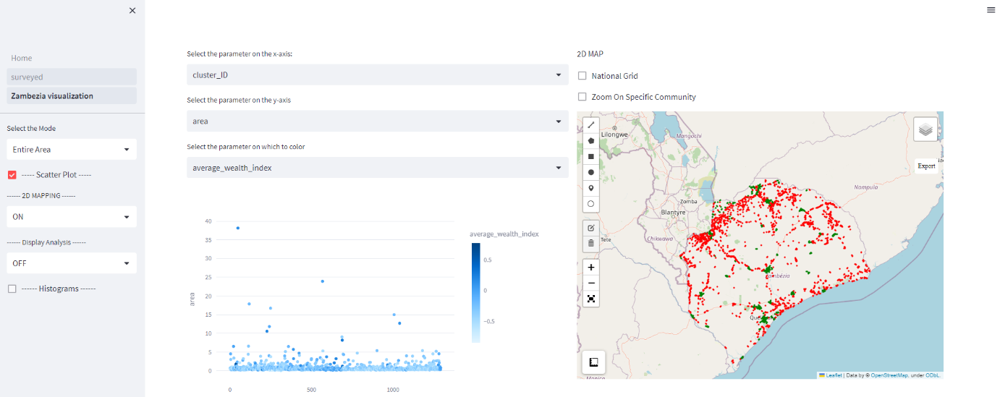 Home
surveyed
Zambezia visualization
Select the Mode
Entire Area
----- Scatter Plot -----
------ 2D MAPPING ------
ON
------ Display Analysis ------
OFF
------ Histograms ------
Select the parameter on the x-axis:
cluster_ID
Select the parameter on the y-axis
area
Select the parameter on which to color
average_wealth_index
40
35
30
25
20
15
10
5
0
area
0
500
1000
average_wealth_index
0.5
0
−0.5
2D MAP
National Grid
Zoom On Specific Community
Lilongwe
Mangochi
Export
Nampula
Zomba
Blantyre
Chikwawa
Tete
Zambézia
Manica
+
−
Leaflet | Data by © OpenStreetMap, under ODbL.